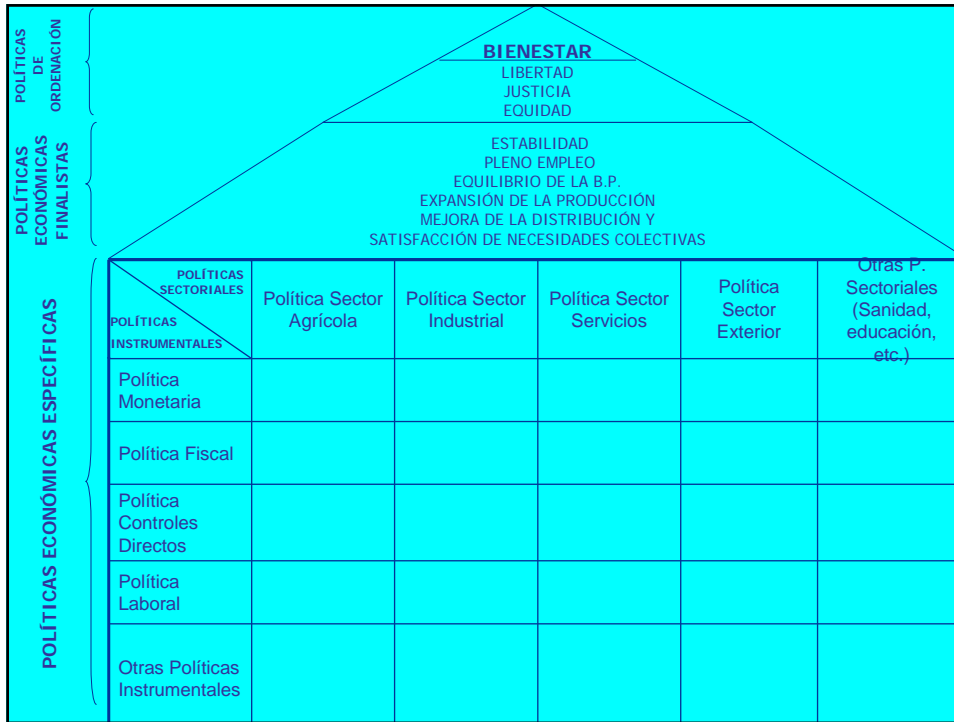 POLÍTICAS
DE
ORDENACIÓN
BIENESTAR
LIBERTAD
JUSTICIA
EQUIDAD
POLÍTICAS
ECONÓMICAS
FINALISTAS
ESTABILIDAD
PLENO EMPLEO
EQUILIBRIO DE LA B.P.
EXPANSIÓN DE LA PRODUCCIÓN
MEJORA DE LA DISTRIBUCIÓN Y
SATISFACCIÓN DE NECESIDADES COLECTIVAS
POLÍTICAS ECONÓMICAS ESPECÍFICAS
POLÍTICAS
SECTORIALES
POLÍTICAS
INSTRUMENTALES
Política Sector
Agrícola
Política Sector
Industrial
Política Sector
Servicios
Política
Sector
Exterior
Otras P.
Sectoriales
(Sanidad,
educación,
etc.)
Política
Monetaria
Política Fiscal
Política
Controles
Directos
Política
Laboral
Otras Políticas
Instrumentales